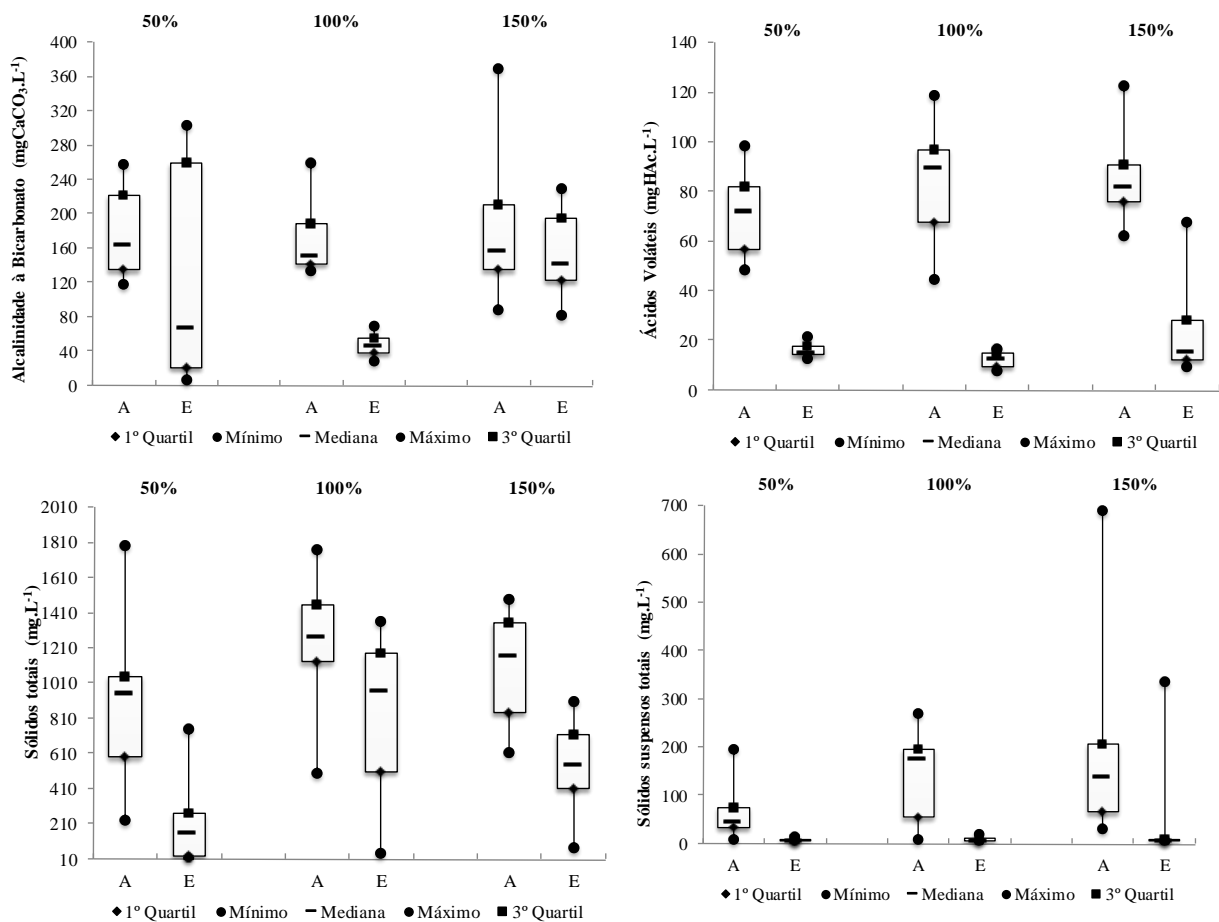 50% 100% 150%
Alcalinidade à Bicarbonato (mgCaCO₃.L⁻¹)
400
360
320
280
240
200
160
120
80
40
0
A E A E A E
1º Quartil Mínimo Mediana Máximo 3º Quartil
50% 100% 150%
Ácidos Voláteis (mgHAc.L⁻¹)
140
120
100
80
60
40
20
0
A E A E A E
1º Quartil Mínimo Mediana Máximo 3º Quartil
50% 100% 150%
Sólidos totais (mg.L⁻¹)
2010
1810
1610
1410
1210
1010
810
610
410
210
10
A E A E A E
1º Quartil Mínimo Mediana Máximo 3º Quartil
50% 100% 150%
Sólidos suspensos totais (mg.L⁻¹)
700
600
500
400
300
200
100
0
A E A E A E
1º Quartil Mínimo Mediana Máximo 3º Quartil